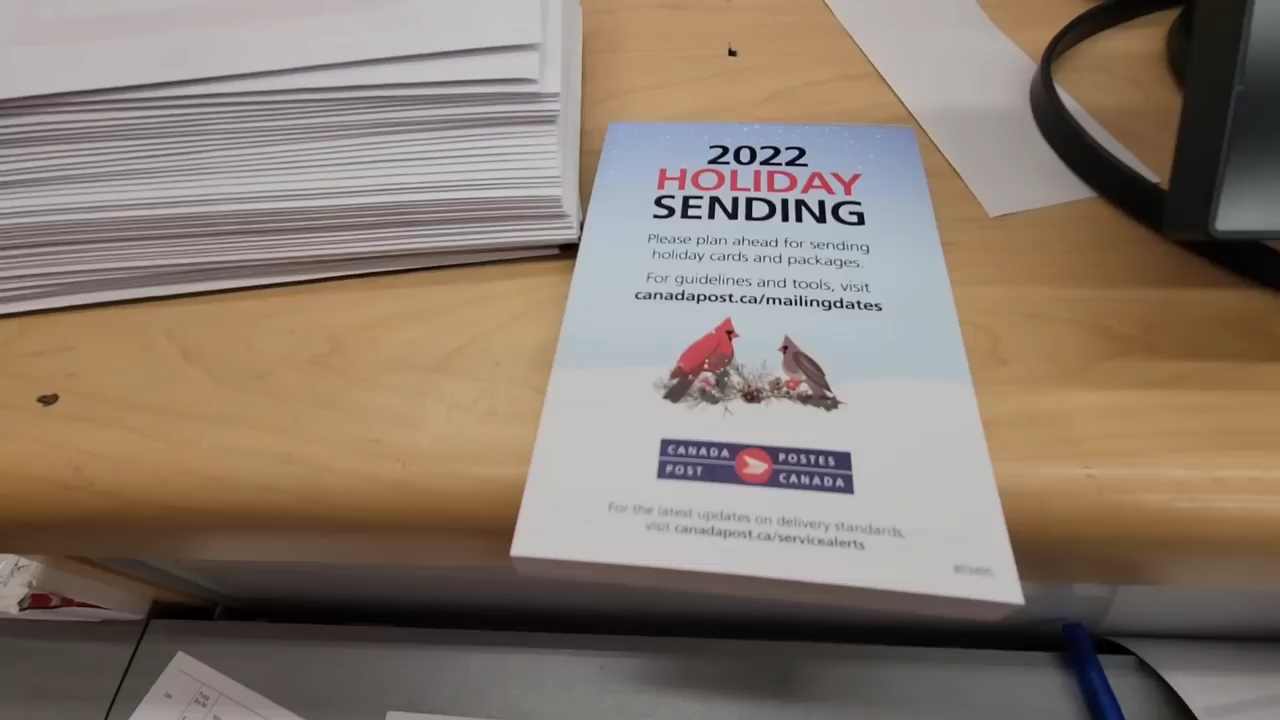 2022
HOLIDAY
SENDING
Please plan ahead for sending
holiday cards and packages.
For guidelines and tools, visit
canadapost.ca/mailingdates
CANADA POSTES
POST CANADA
For the latest updates on delivery standards,
visit canadapost.ca/servicealerts